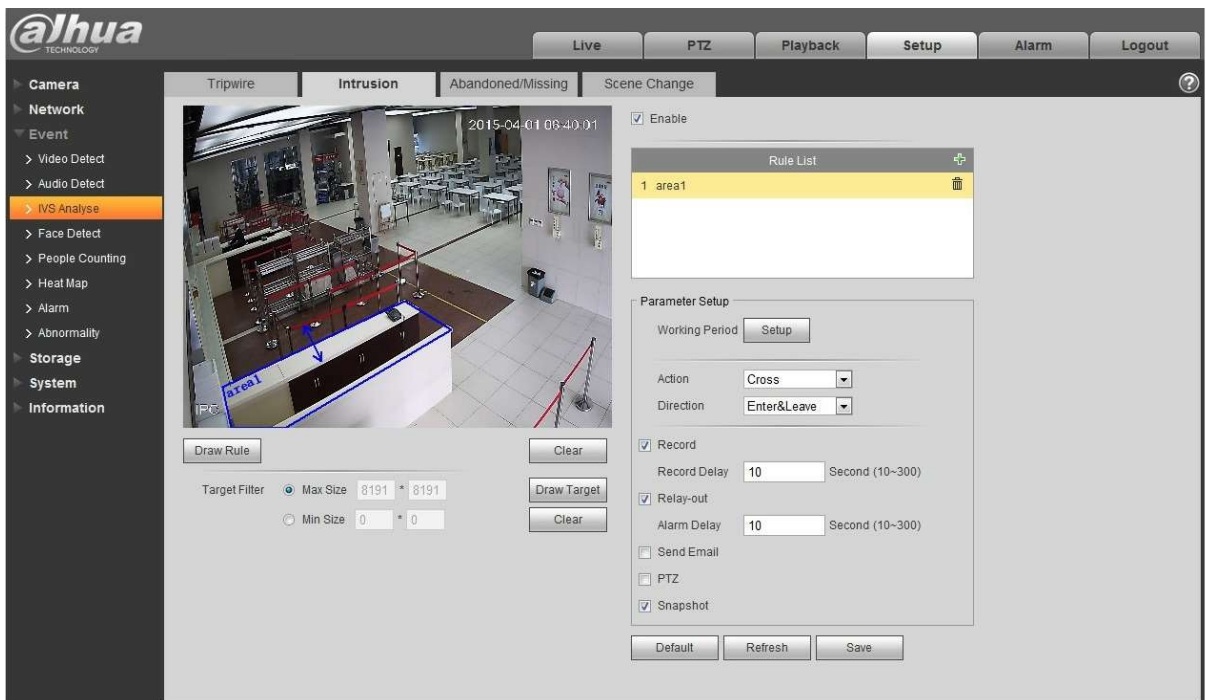 alhua
TECHNOLOGY
Live PTZ Playback Setup Alarm Logout
Camera
Network
Event
> Video Detect
> Audio Detect
> IVS Analyse
> Face Detect
> People Counting
> Heat Map
> Alarm
> Abnormality
Storage
System
Information
Tripwire Intrusion Abandoned/Missing Scene Change
2015-04-01 06:40:01
area1
IPC
Draw Rule Clear
Target Filter Max Size 8191 * 8191 Draw Target
Min Size 0 * 0 Clear
Enable
Rule List
1 area1
Parameter Setup
Working Period Setup
Action Cross
Direction Enter&Leave
Record
Record Delay 10 Second (10~300)
Relay-out
Alarm Delay 10 Second (10~300)
Send Email
PTZ
Snapshot
Default Refresh Save